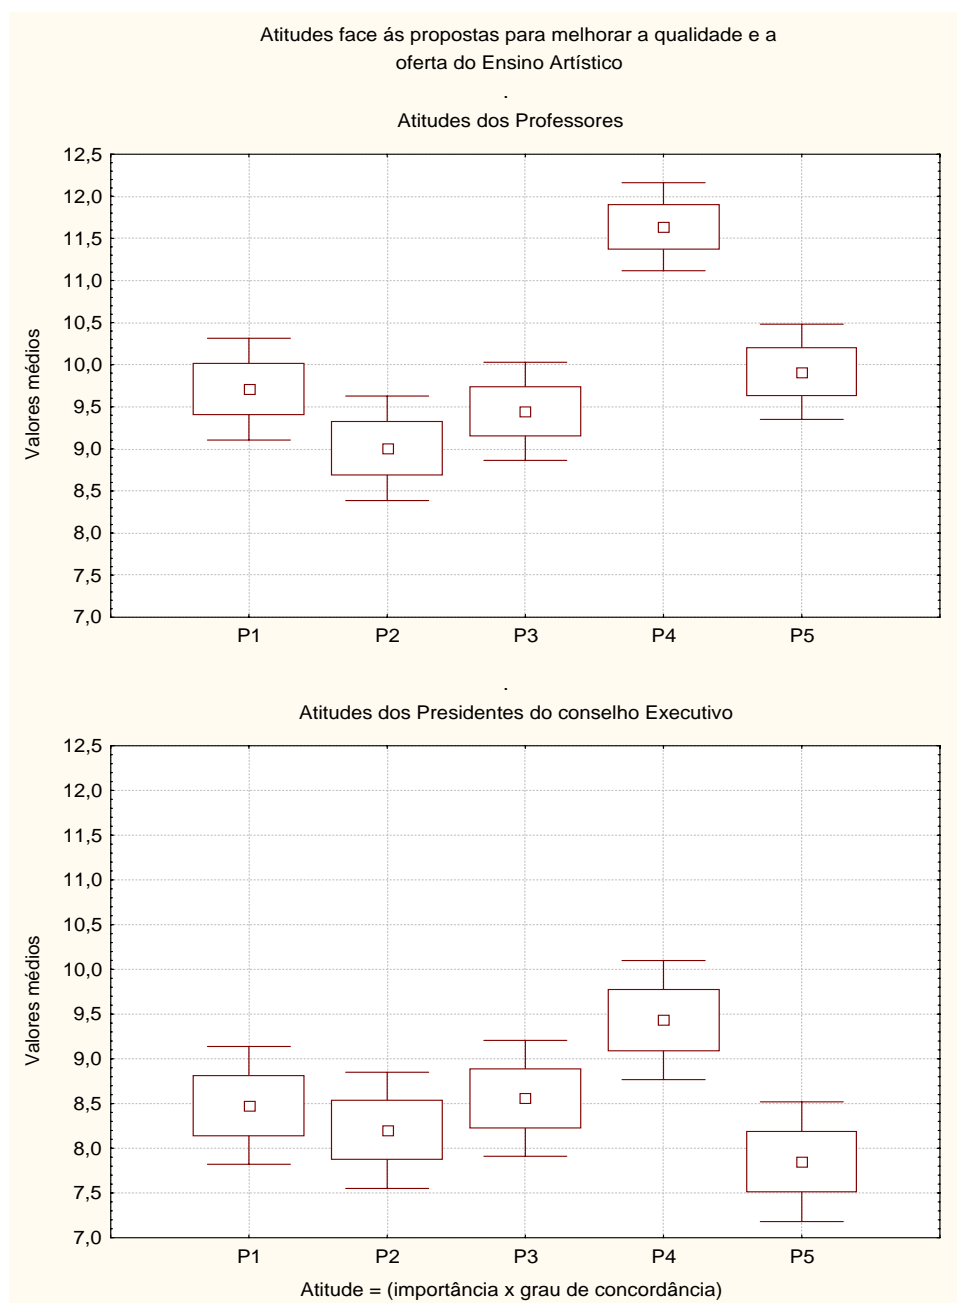 Atitudes face ás propostas para melhorar a qualidade e a
oferta do Ensino Artístico
.
Atitudes dos Professores
Valores médios
12,5
12,0
11,5
11,0
10,5
10,0
9,5
9,0
8,5
8,0
7,5
7,0
P1 P2 P3 P4 P5
.
Atitudes dos Presidentes do conselho Executivo
Valores médios
12,5
12,0
11,5
11,0
10,5
10,0
9,5
9,0
8,5
8,0
7,5
7,0
P1 P2 P3 P4 P5
Atitude = (importância x grau de concordância)